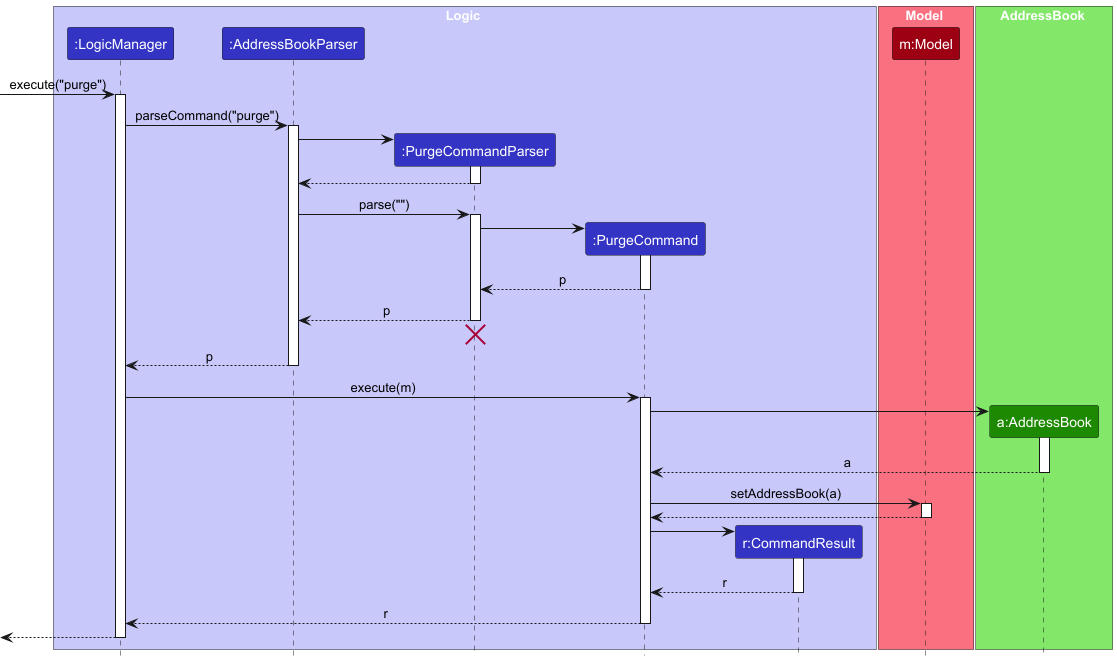 Logic
Model
AddressBook
:LogicManager
:AddressBookParser
m:Model
execute("purge")
parseCommand("purge")
:PurgeCommandParser
parse("")
:PurgeCommand
p
p
p
execute(m)
a:AddressBook
a
setAddressBook(a)
r:CommandResult
r
r